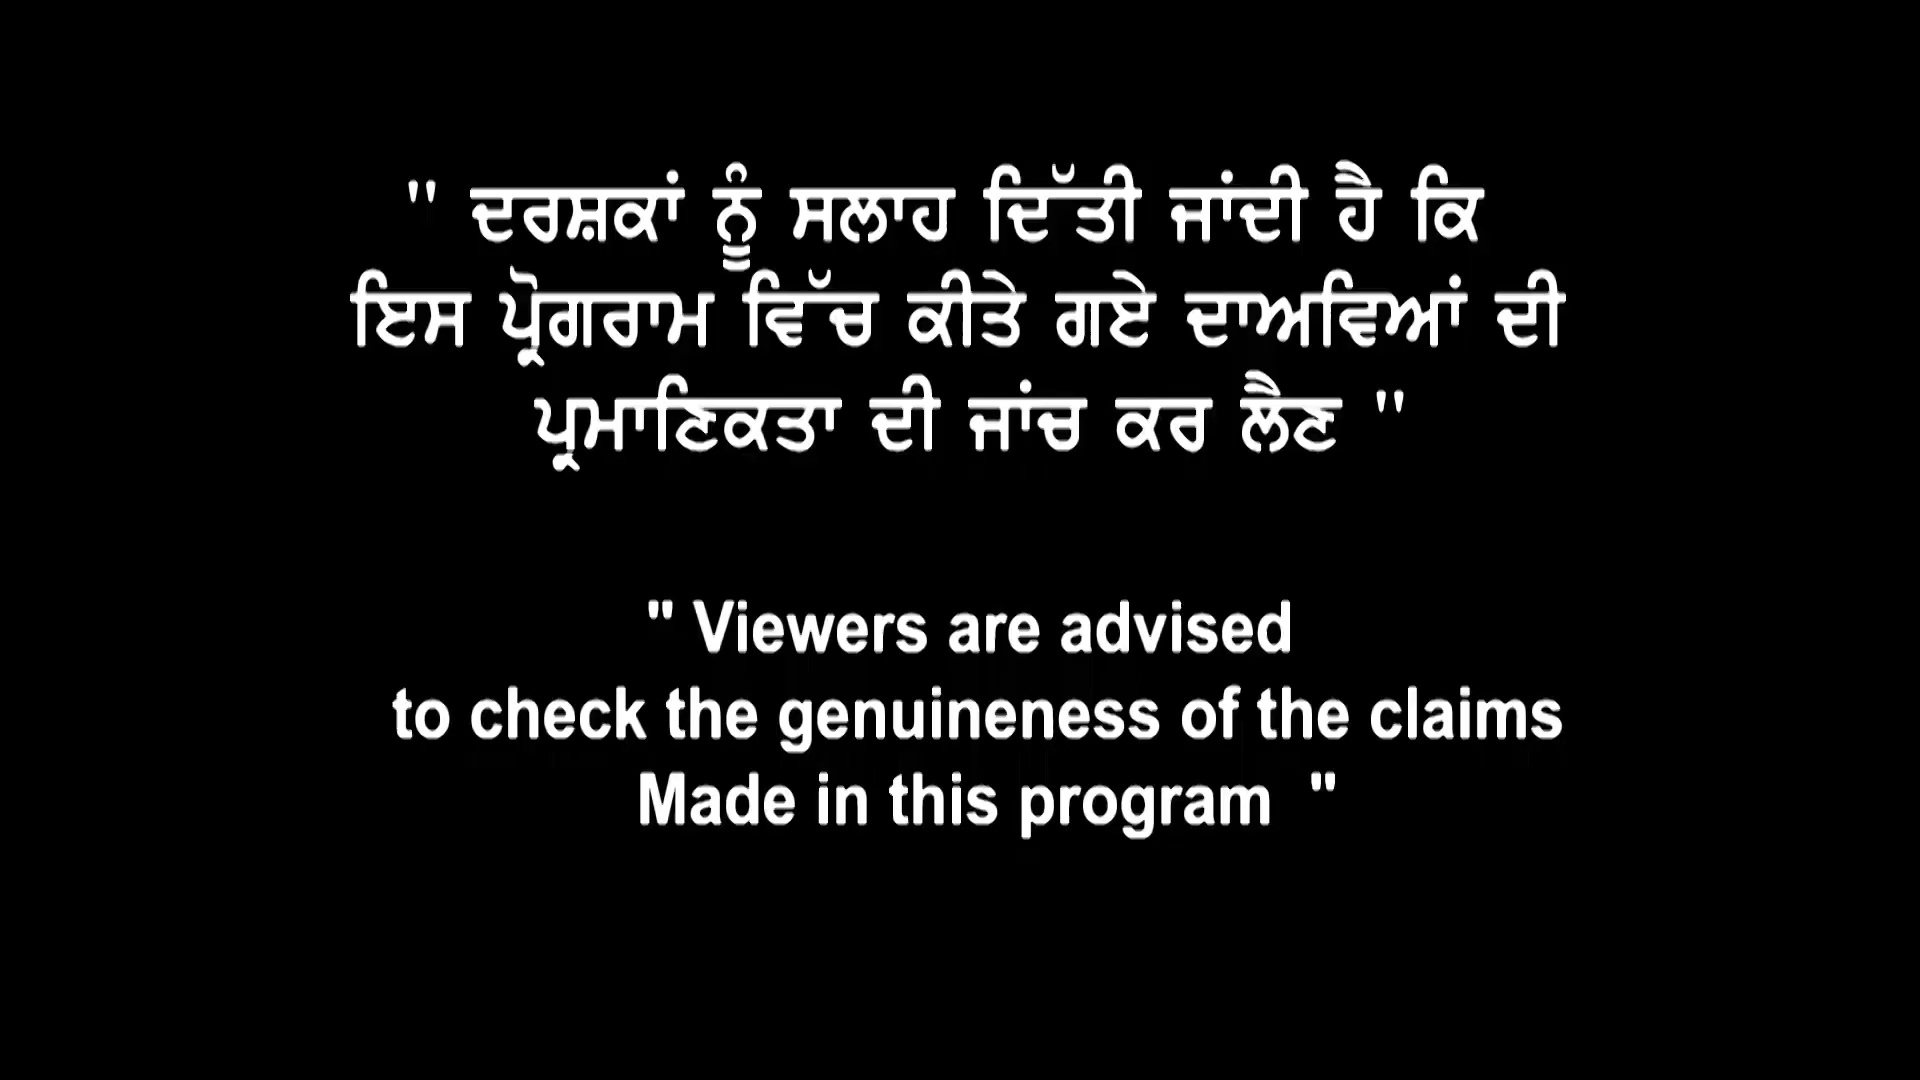 " ਦਰਸ਼ਕਾਂ ਨੂੰ ਸਲਾਹ ਦਿੱਤੀ ਜਾਂਦੀ ਹੈ ਕਿ
ਇਸ ਪ੍ਰੋਗਰਾਮ ਵਿੱਚ ਕੀਤੇ ਗਏ ਦਾਅਵਿਆਂ ਦੀ
ਪ੍ਰਮਾਣਿਕਤਾ ਦੀ ਜਾਂਚ ਕਰ ਲੈਣ "
" Viewers are advised
to check the genuineness of the claims
Made in this program "